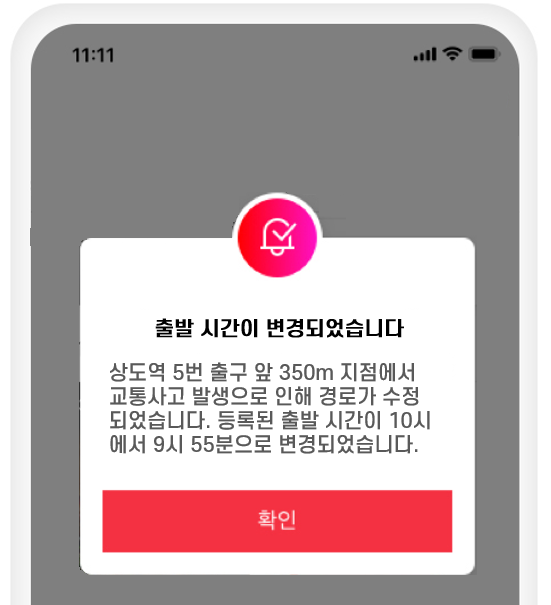 11:11
출발 시간이 변경되었습니다
상도역 5번 출구 앞 350m 지점에서
교통사고 발생으로 인해 경로가 수정
되었습니다. 등록된 출발 시간이 10시
에서 9시 55분으로 변경되었습니다.
확인